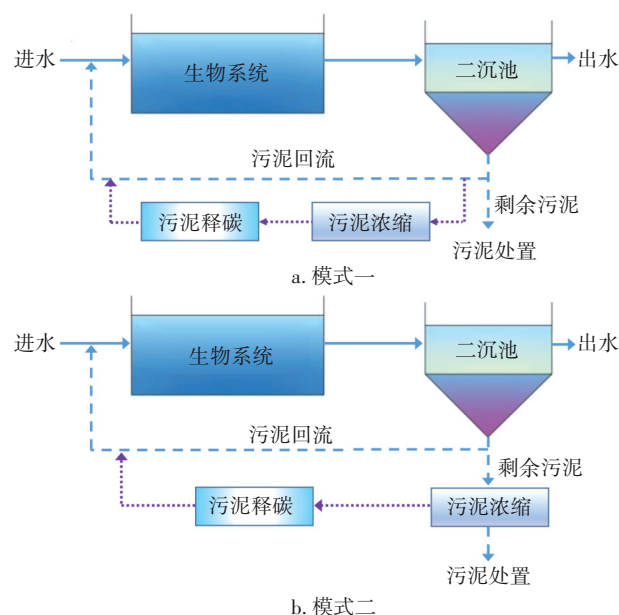 进水
生物系统
二沉池
出水
污泥回流
剩余污泥
污泥释碳
污泥浓缩
污泥处置
a. 模式一
进水
生物系统
二沉池
出水
污泥回流
剩余污泥
污泥释碳
污泥浓缩
污泥处置
b. 模式二